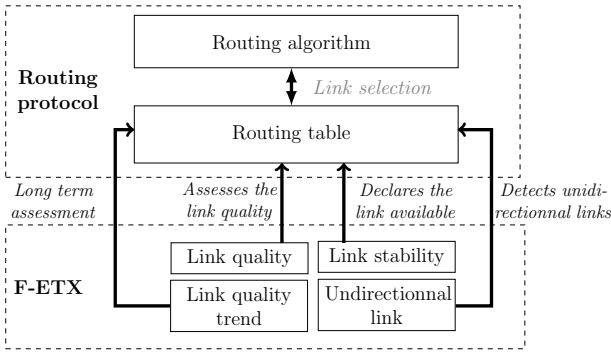 Routing algorithm
Routing
protocol
Link selection
Routing table
Long term
assessment
Assesses the
link quality
Declares the
link available
Detects unidi-
rectionnal links
F-ETX
Link quality
Link stability
Link quality
trend
Undirectionnal
link